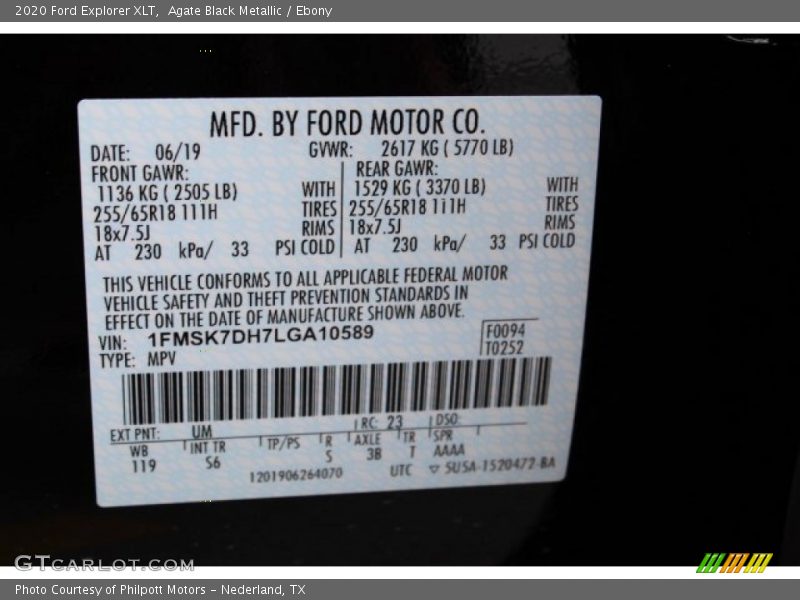 2020 Ford Explorer XLT,  Agate Black Metallic / Ebony
MFD. BY FORD MOTOR CO.
DATE: 06/19 GVWR: 2617 KG ( 5770 LB)
FRONT GAWR: REAR GAWR:
1136 KG ( 2505 LB) WITH 1529 KG ( 3370 LB) WITH
255/65R18 111H TIRES 255/65R18 111H TIRES
18x7.5J RIMS 18x7.5J RIMS
AT 230 kPa/ 33 PSI COLD AT 230 kPa/ 33 PSI COLD
THIS VEHICLE CONFORMS TO ALL APPLICABLE FEDERAL MOTOR
VEHICLE SAFETY AND THEFT PREVENTION STANDARDS IN
EFFECT ON THE DATE OF MANUFACTURE SHOWN ABOVE.
VIN: 1FMSK7DH7LGA10589 F0094
TYPE: MPV T0252
EXT PNT: UM RC: 23 DSO:
WB INT TR TP/PS R AXLE TR SPR
119 S6 S 3B T AAAA
1201906264070 UTC ▽ SU5A-1520472-BA
GTCARLOT.COM
Photo Courtesy of Philpott Motors - Nederland, TX